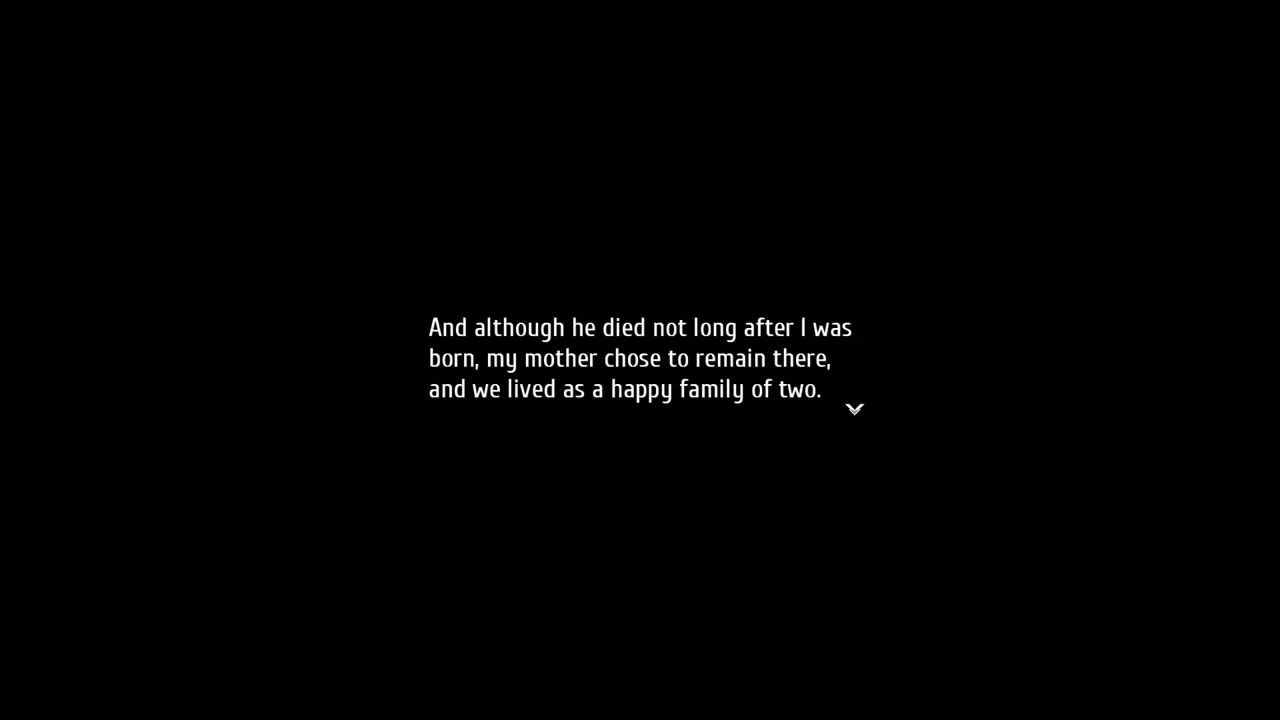 And although he died not long after I was
born, my mother chose to remain there,
and we lived as a happy family of two.